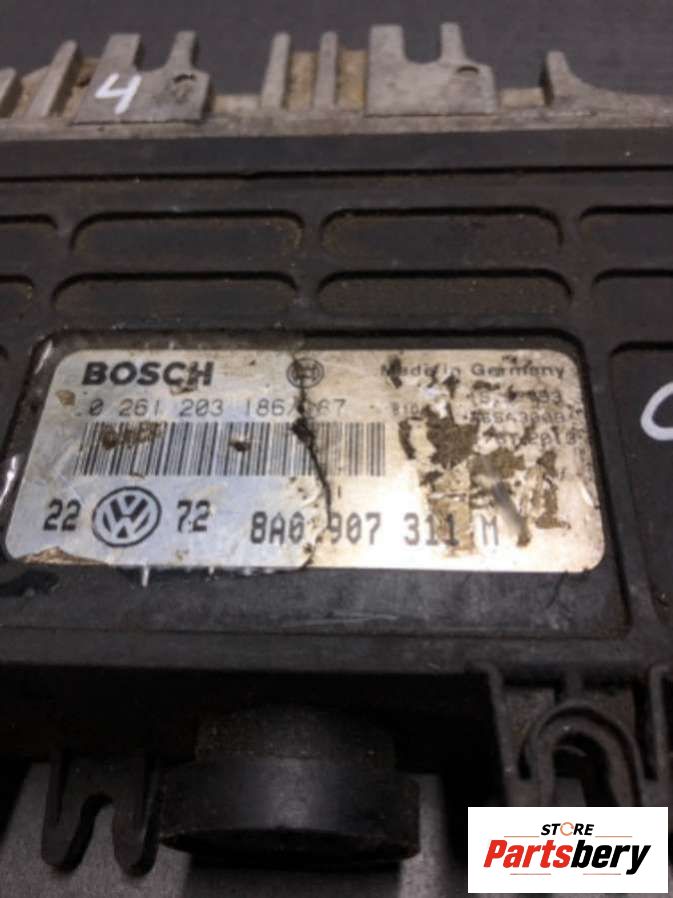 4
BOSCH Made in Germany
0 261 203 186/187
22 72 8A0 907 311 M
STORE
Partsbery